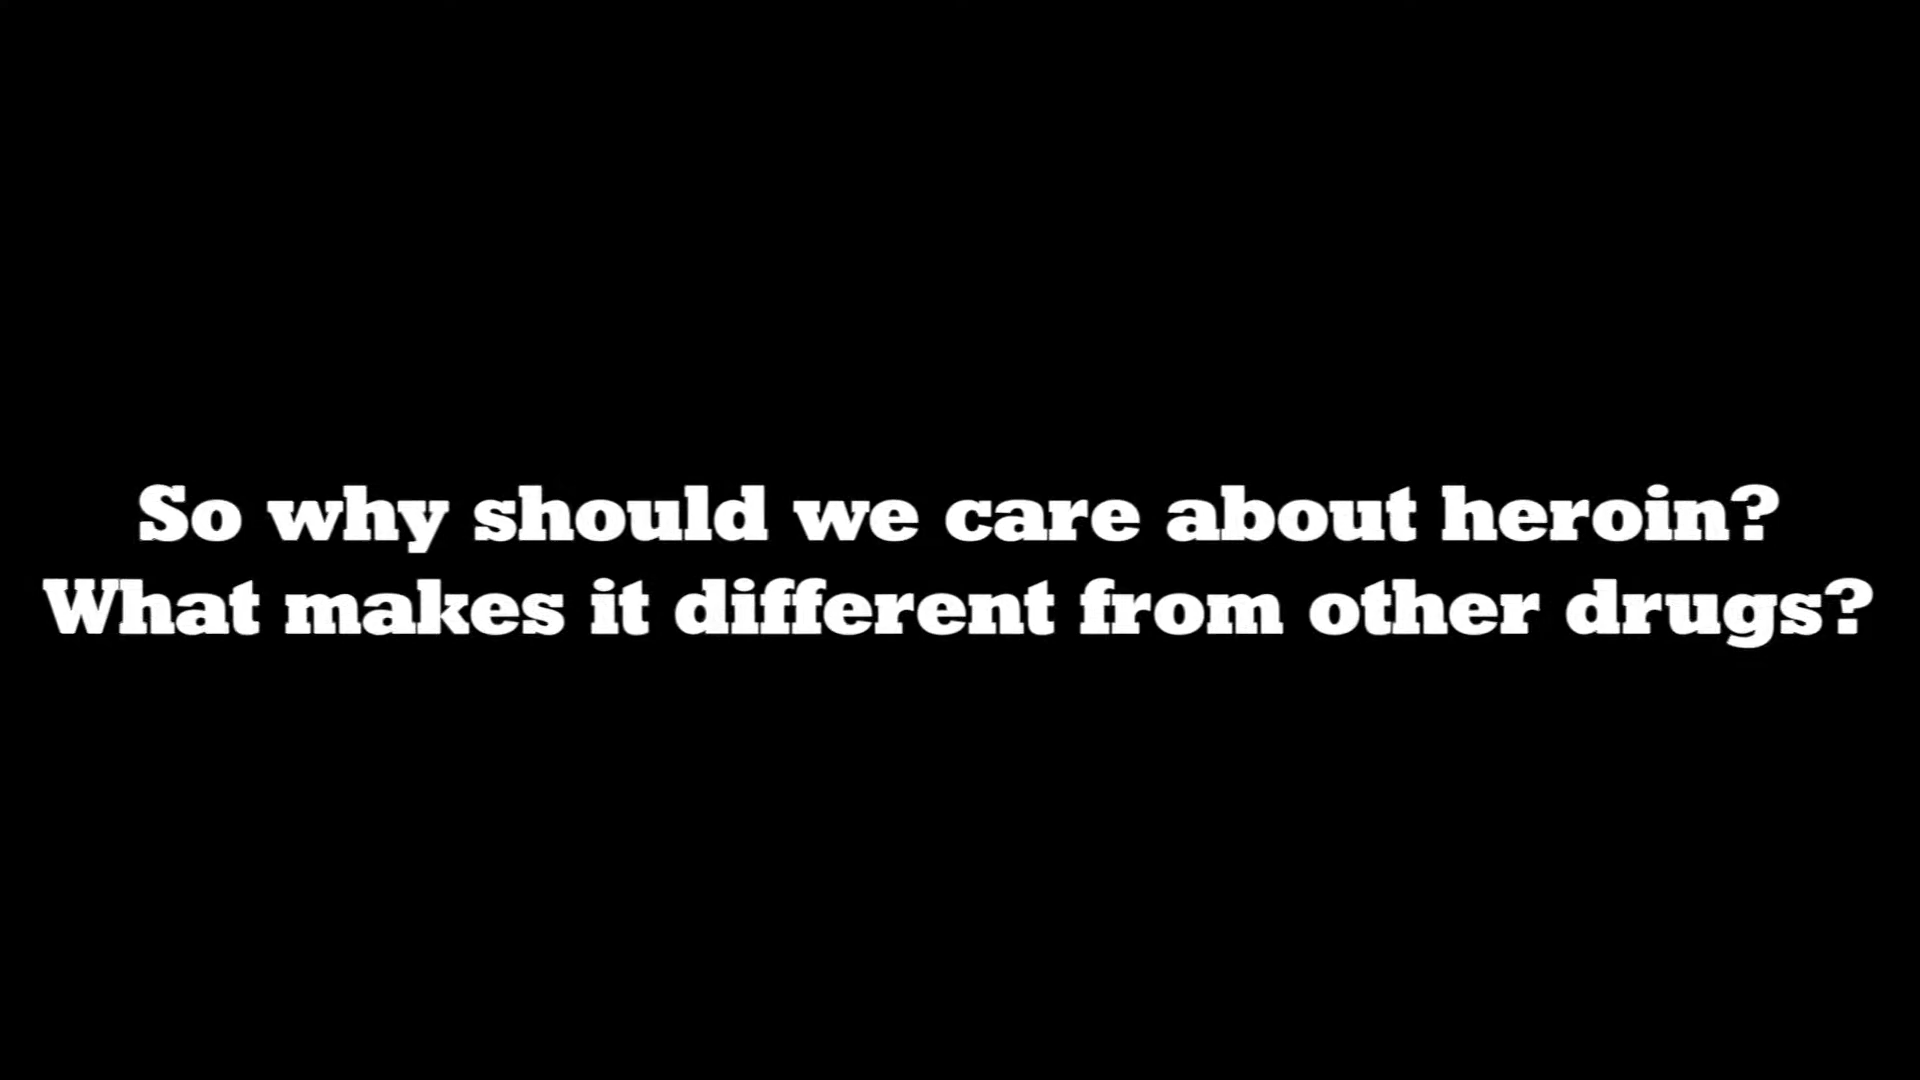 So why should we care about heroin?
What makes it different from other drugs?